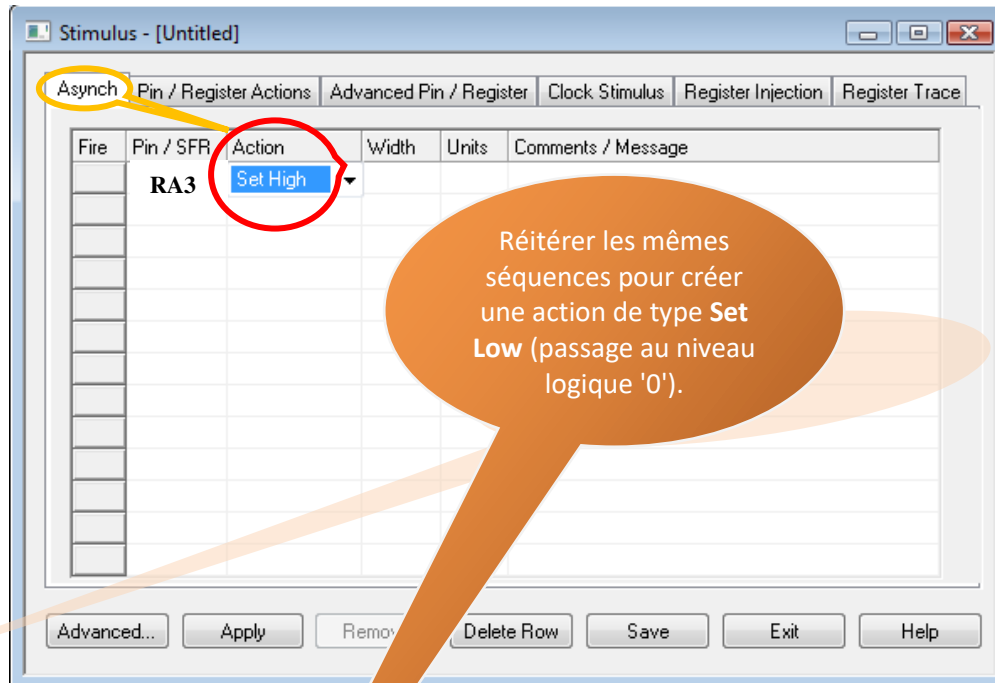 Stimulus - [Untitled]
Asynch Pin / Register Actions Advanced Pin / Register Clock Stimulus Register Injection Register Trace
Fire Pin / SFR Action Width Units Comments / Message
RA3 Set High
Réitérer les mêmes
séquences pour créer
une action de type Set
Low (passage au niveau
logique '0').
Advanced... Apply Delete Row Save Exit Help